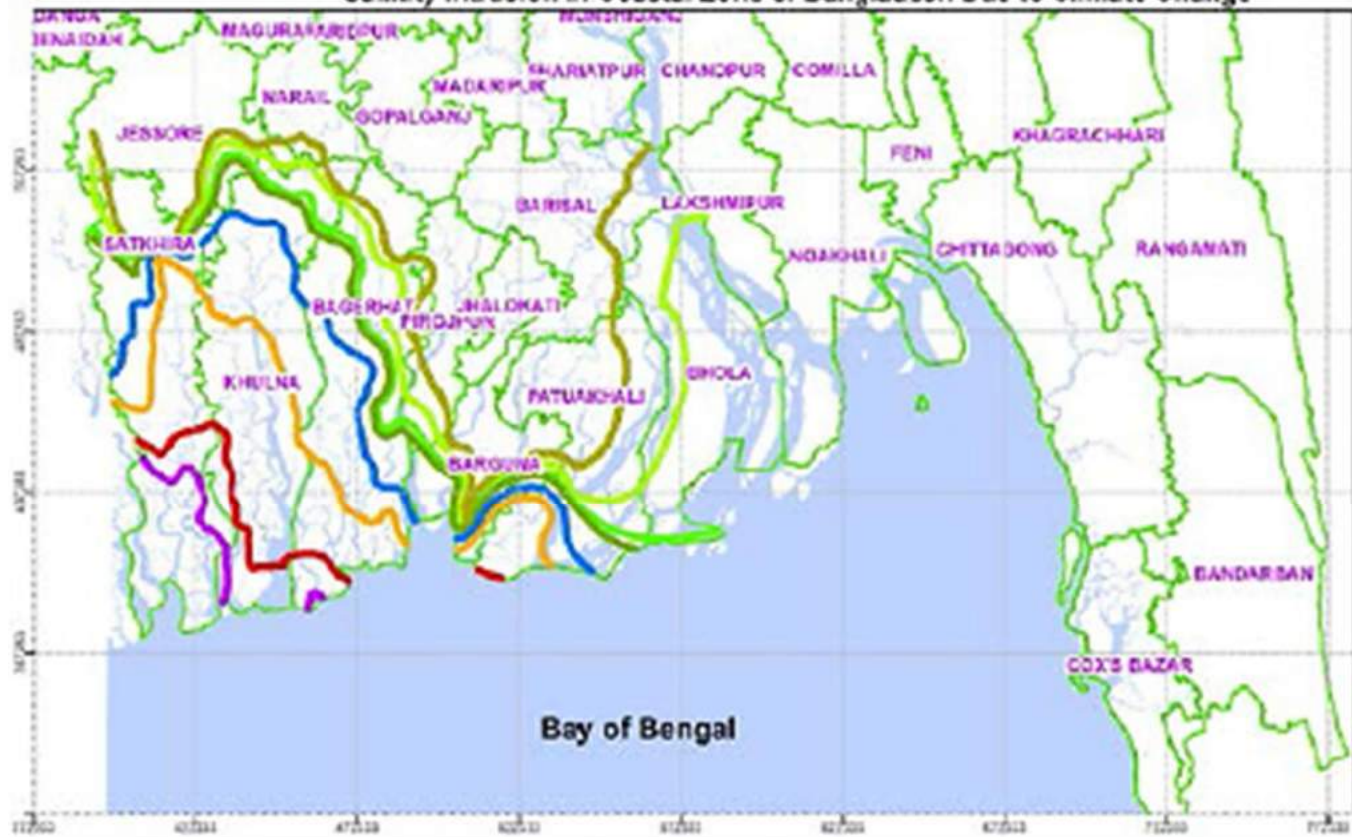 Salinity Intrusion in Coastal Zone of Bangladesh Due to Climate Change
MUNSHIGANJ
JENAIDAH
MAGURA
FARIDPUR
SHARIATPUR
CHANDPUR
COMILLA
MADARIPUR
NARAIL
GOPALGANJ
JESSORE
KHAGRACHHARI
FENI
BARISAL
LAKSHMIPUR
SATKHIRA
NOAKHALI
CHITTAGONG
RANGAMATI
BAGERHAT
JHALOKATI
PIROJPUR
KHULNA
BHOLA
PATUAKHALI
BARGUNA
BANDARBAN
COX'S BAZAR
Bay of Bengal